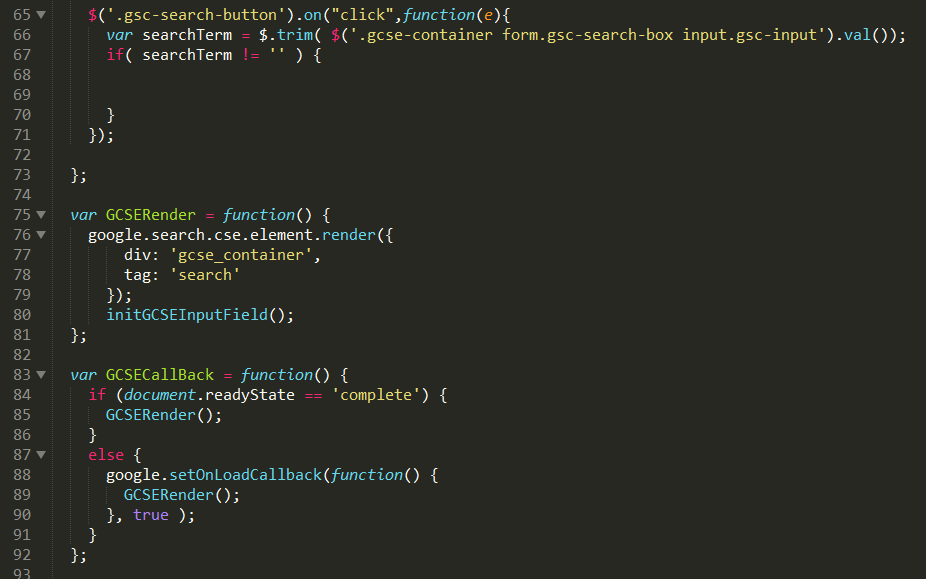 65 ▼ $('.gsc-search-button').on("click",function(e){
66 var searchTerm = $.trim( $('.gcse-container form.gsc-search-box input.gsc-input').val());
67 if( searchTerm != '' ) {
68
69
70 }
71 });
72
73 };
74
75 ▼ var GCSERender = function() {
76 ▼ google.search.cse.element.render({
77 div: 'gcse_container',
78 tag: 'search'
79 });
80 initGCSEInputField();
81 };
82
83 ▼ var GCSECallBack = function() {
84 if (document.readyState == 'complete') {
85 GCSERender();
86 }
87 ▼ else {
88 google.setOnLoadCallback(function() {
89 GCSERender();
90 }, true );
91 }
92 };
93